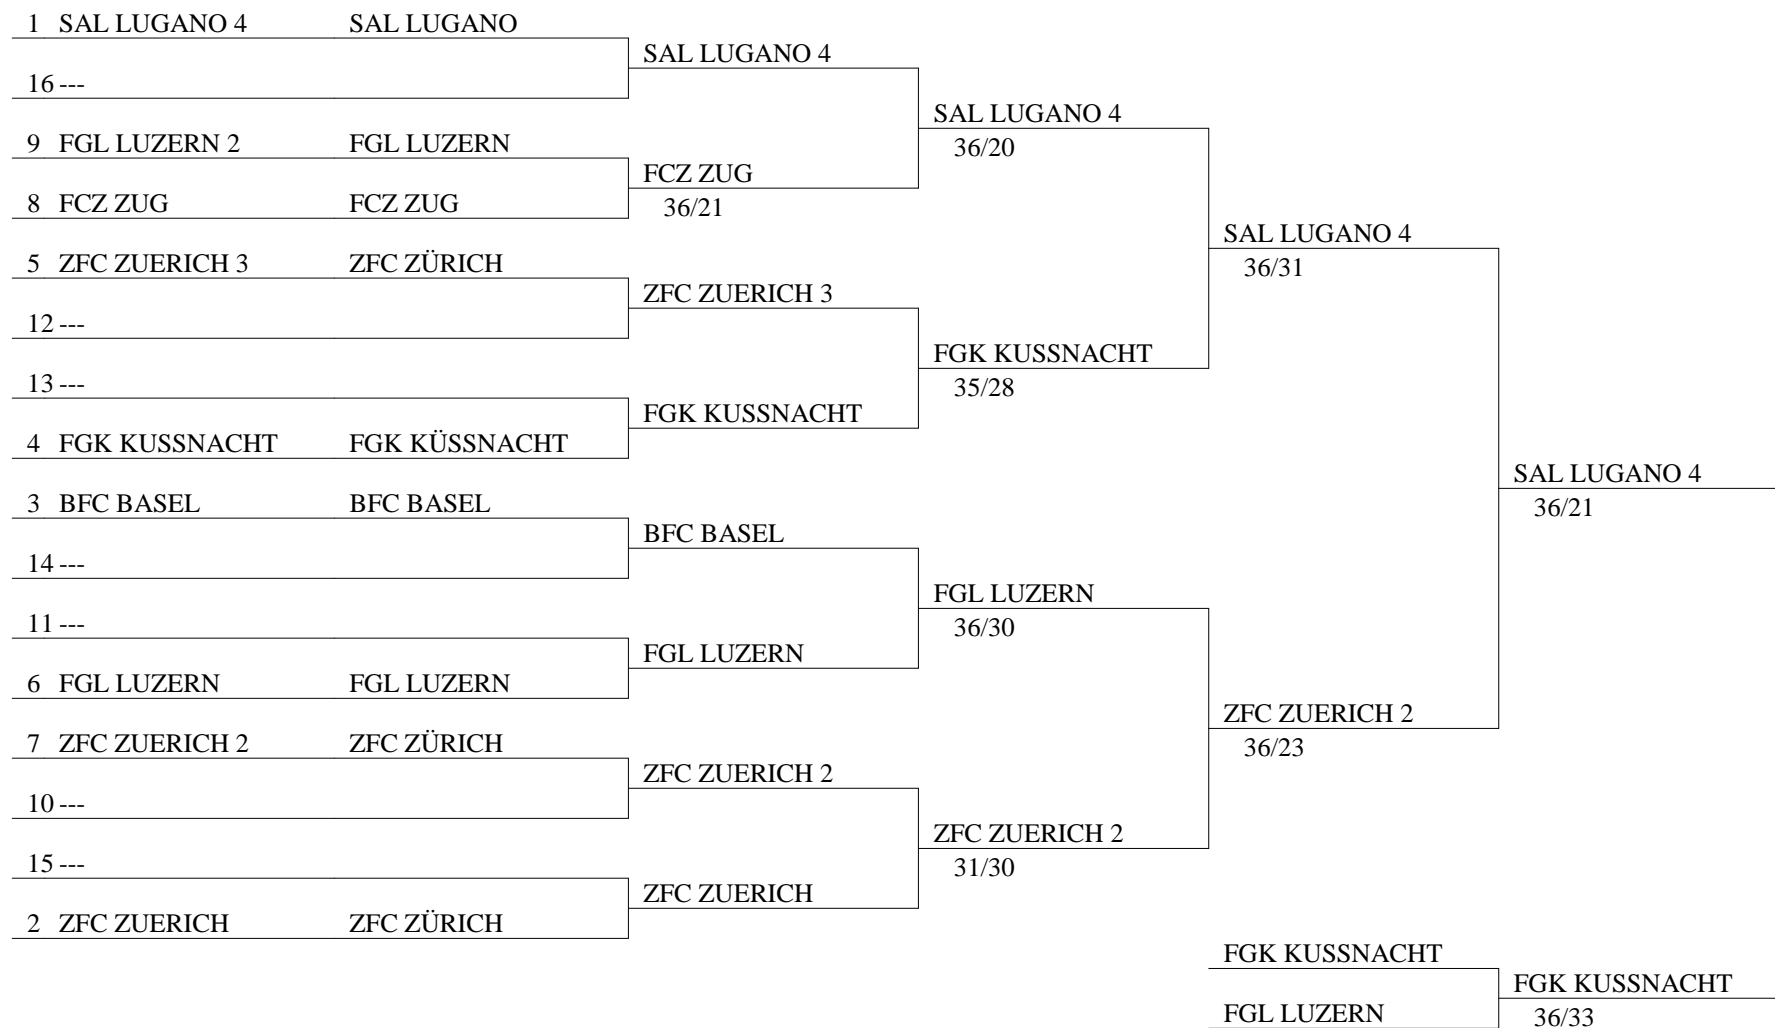 1 SAL LUGANO 4 SAL LUGANO
SAL LUGANO 4
16 ---
SAL LUGANO 4
36/20
9 FGL LUZERN 2 FGL LUZERN
FCZ ZUG
36/21
8 FCZ ZUG FCZ ZUG
SAL LUGANO 4
36/31
5 ZFC ZUERICH 3 ZFC ZÜRICH
ZFC ZUERICH 3
12 ---
FGK KUSSNACHT
35/28
13 ---
FGK KUSSNACHT
4 FGK KUSSNACHT FGK KÜSSNACHT
SAL LUGANO 4
36/21
3 BFC BASEL BFC BASEL
BFC BASEL
14 ---
FGL LUZERN
36/30
11 ---
FGL LUZERN
6 FGL LUZERN FGL LUZERN
ZFC ZUERICH 2
36/23
7 ZFC ZUERICH 2 ZFC ZÜRICH
ZFC ZUERICH 2
10 ---
ZFC ZUERICH 2
31/30
15 ---
ZFC ZUERICH
2 ZFC ZUERICH ZFC ZÜRICH
FGK KUSSNACHT
FGK KUSSNACHT
36/33
FGL LUZERN